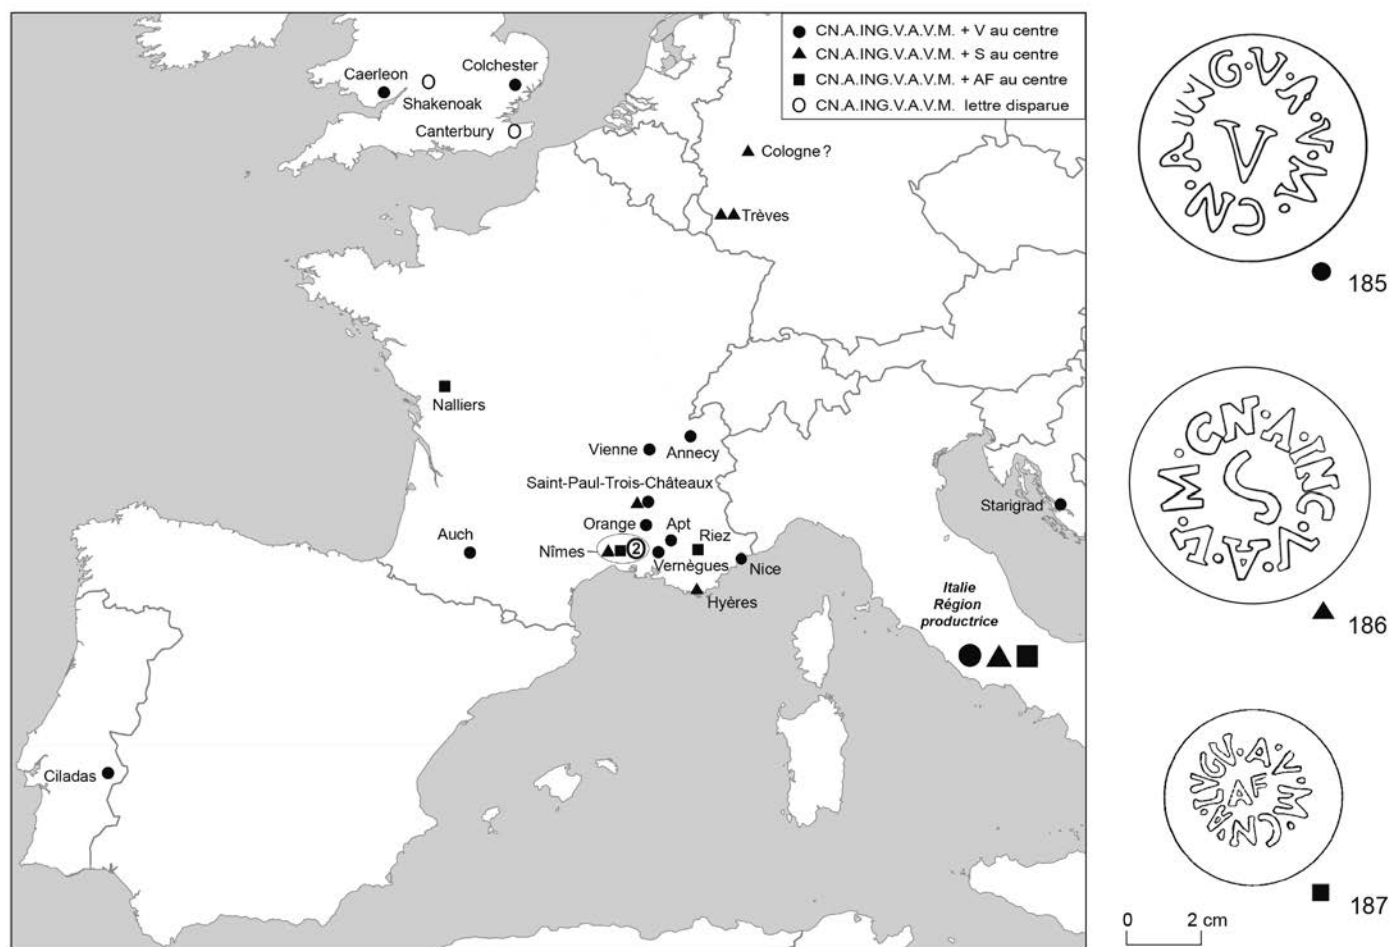 CN.A.ING.V.A.V.M. + V au centre
CN.A.ING.V.A.V.M. + S au centre
CN.A.ING.V.A.V.M. + AF au centre
CN.A.ING.V.A.V.M. lettre disparue
Caerleon
Colchester
Shakenoak
Canterbury
Cologne ?
Trèves
Nalliers
Vienne
Annecy
Saint-Paul-Trois-Châteaux
Orange
Apt
Riez
Auch
Nîmes
2
Vernègues
Nice
Hyères
Starigrad
Italie
Région
productrice
Ciladas
CN·A·ING·V·A·V·M·
V
185
CN·A·INC·V·A·V·M·
S
186
CN·A·INGV·A·V·M·
AF
187
0 2 cm